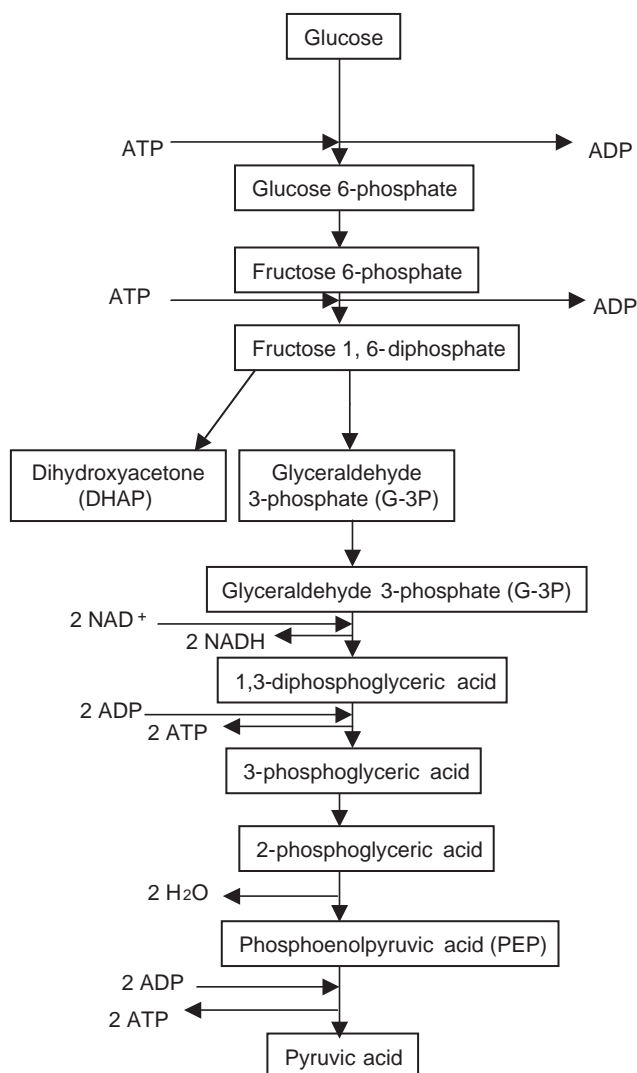 Glucose
ATP
ADP
Glucose 6-phosphate
Fructose 6-phosphate
ATP
ADP
Fructose 1, 6-diphosphate
Dihydroxyacetone
(DHAP)
Glyceraldehyde
3-phosphate (G-3P)
Glyceraldehyde 3-phosphate (G-3P)
2 NAD+
2 NADH
1,3-diphosphoglyceric acid
2 ADP
2 ATP
3-phosphoglyceric acid
2-phosphoglyceric acid
2 H2O
Phosphoenolpyruvic acid (PEP)
2 ADP
2 ATP
Pyruvic acid